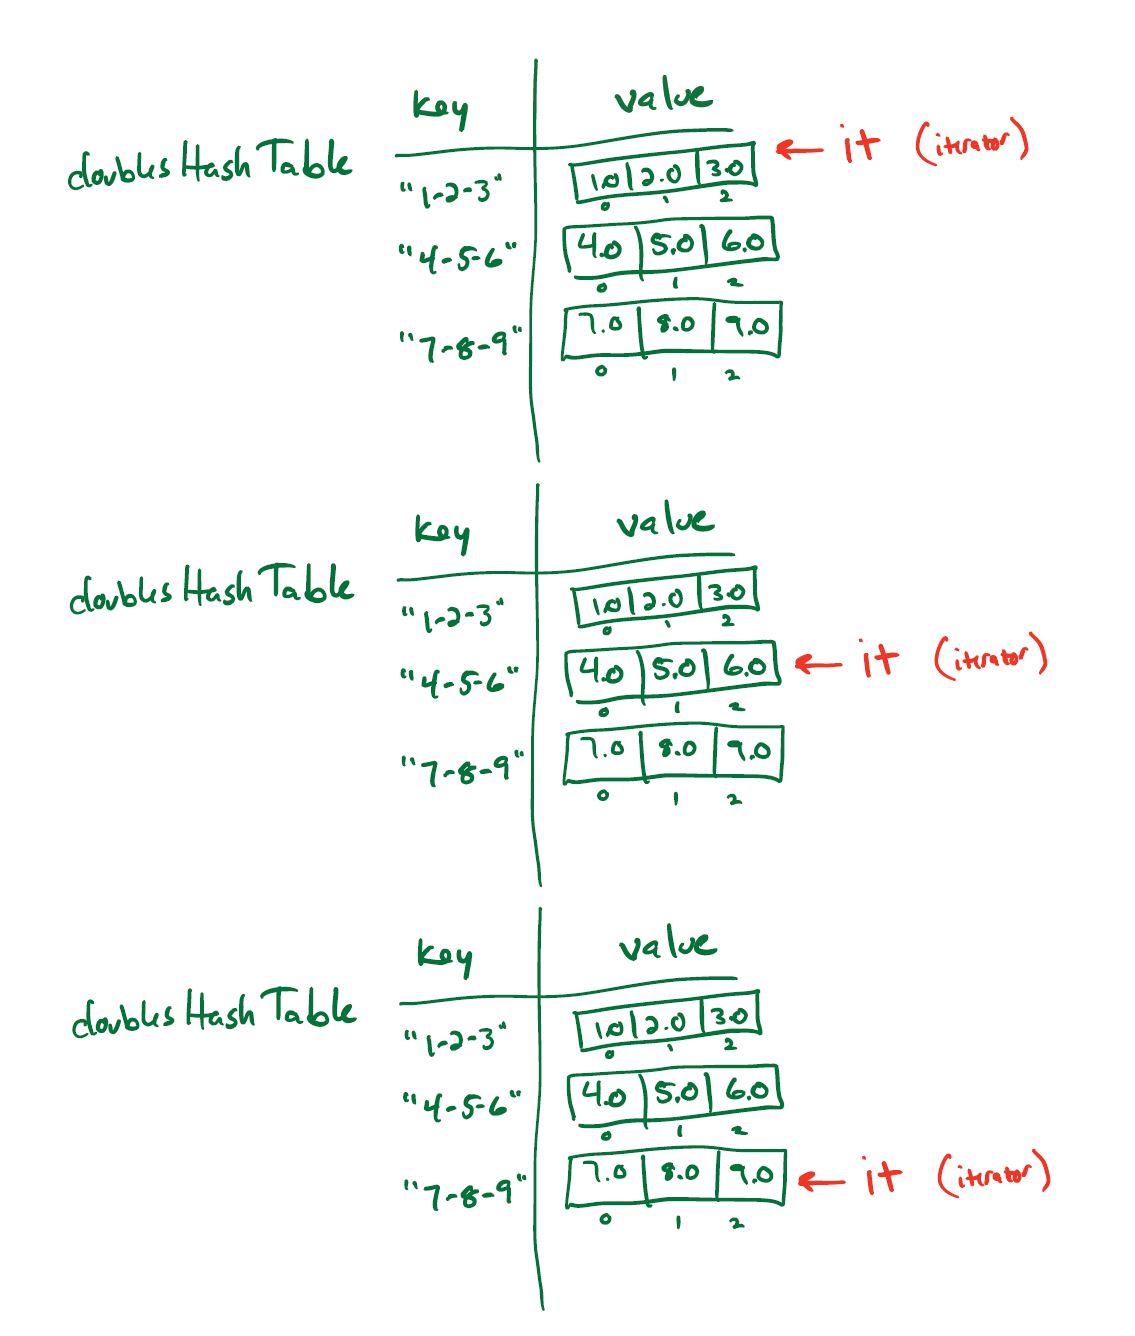 key value
doublesHashTable ← it (iterator)
"1-2-3" 1.0 2.0 3.0
0 1 2
"4-5-6" 4.0 5.0 6.0
0 1 2
"7-8-9" 7.0 8.0 9.0
0 1 2
key value
doublesHashTable
"1-2-3" 1.0 2.0 3.0
0 1 2
"4-5-6" 4.0 5.0 6.0 ← it (iterator)
0 1 2
"7-8-9" 7.0 8.0 9.0
0 1 2
key value
doublesHashTable
"1-2-3" 1.0 2.0 3.0
0 1 2
"4-5-6" 4.0 5.0 6.0
0 1 2
"7-8-9" 7.0 8.0 9.0 ← it (iterator)
0 1 2